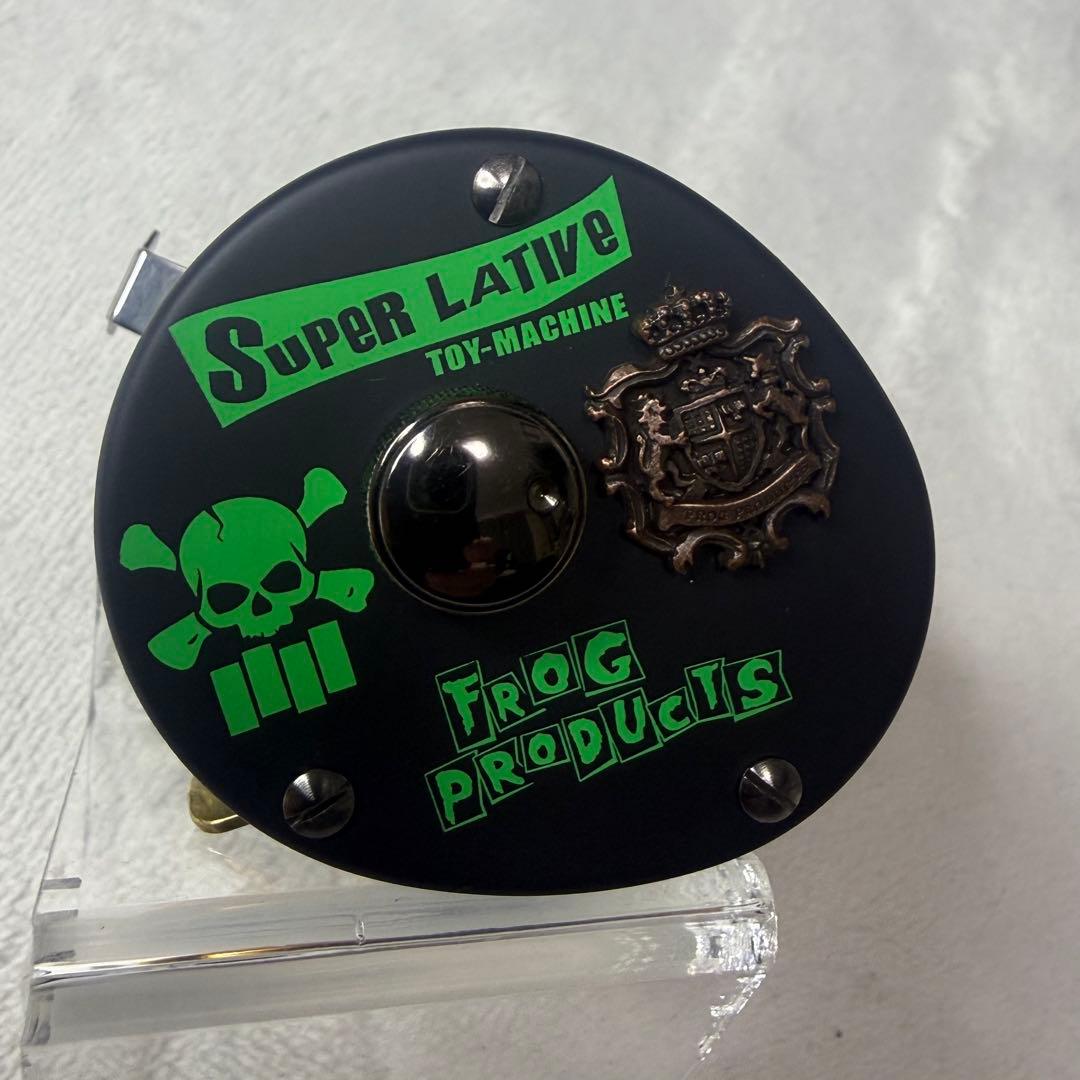 SUPER LATIVE
TOY-MACHINE
FROG
PRODUCTS